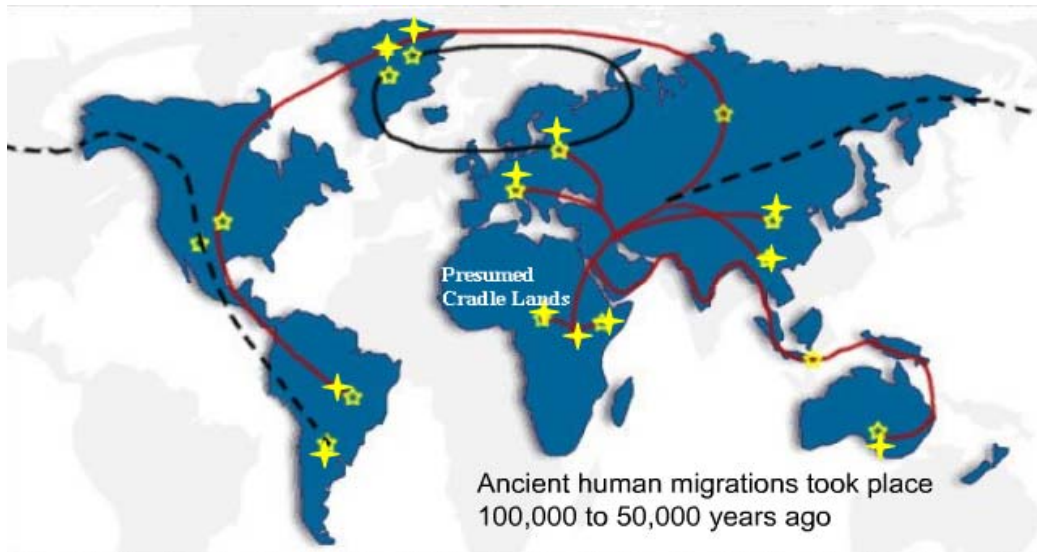 Presumed
Cradle Lands
Ancient human migrations took place
100,000 to 50,000 years ago